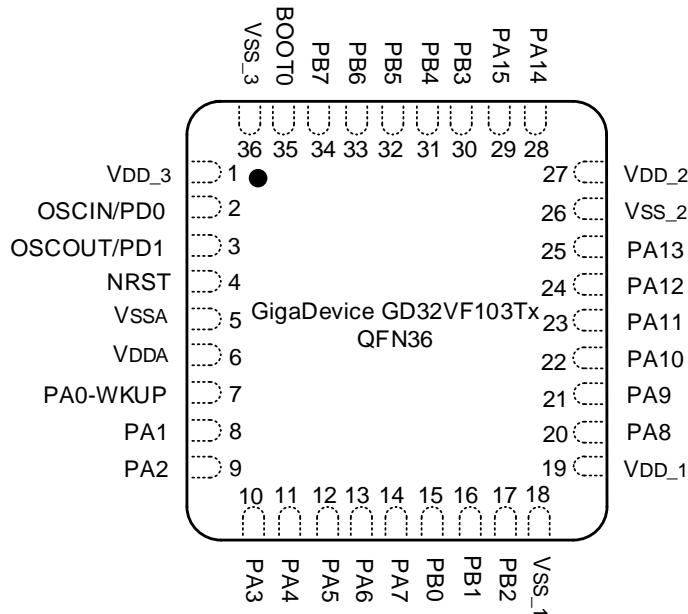 VSS_3
BOOT0
PB7
PB6
PB5
PB4
PB3
PA15
PA14
36 35 34 33 32 31 30 29 28
VDD_3 1 27 VDD_2
OSCIN/PD0 2 26 VSS_2
OSCOUT/PD1 3 25 PA13
NRST 4 24 PA12
VSSA 5 GigaDevice GD32VF103Tx 23 PA11
QFN36
VDDA 6 22 PA10
PA0-WKUP 7 21 PA9
PA1 8 20 PA8
PA2 9 19 VDD_1
10 11 12 13 14 15 16 17 18
PA3
PA4
PA5
PA6
PA7
PB0
PB1
PB2
VSS_1